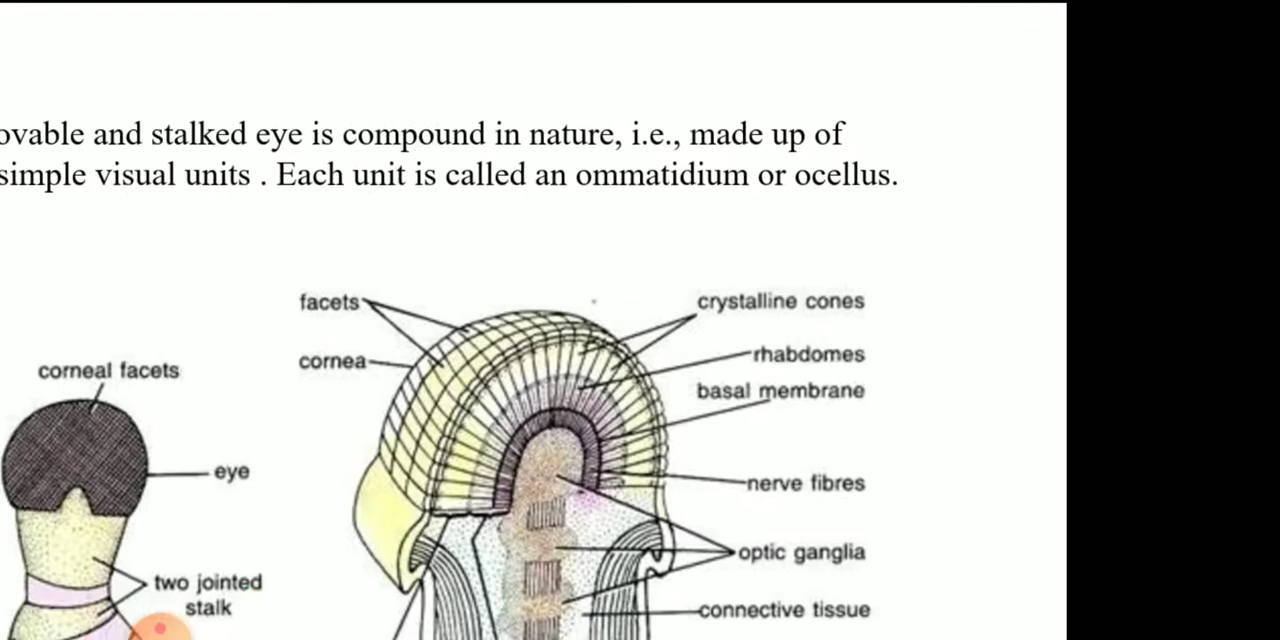 ovable and stalked eye is compound in nature, i.e., made up of
simple visual units . Each unit is called an ommatidium or ocellus.
facets
crystalline cones
cornea
rhabdomes
corneal facets
basal membrane
eye
nerve fibres
optic ganglia
two jointed
stalk
connective tissue